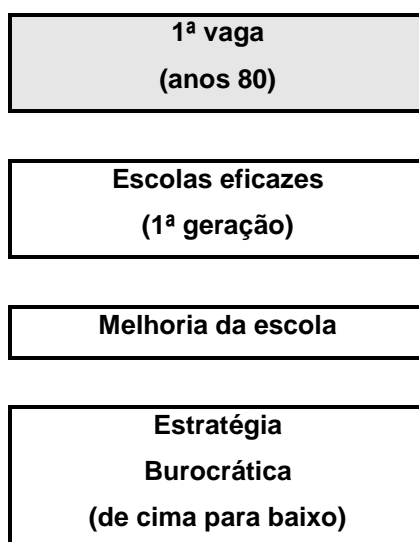 1ª vaga
(anos 80)
Escolas eficazes
(1ª geração)
Melhoria da escola
Estratégia
Burocrática
(de cima para baixo)